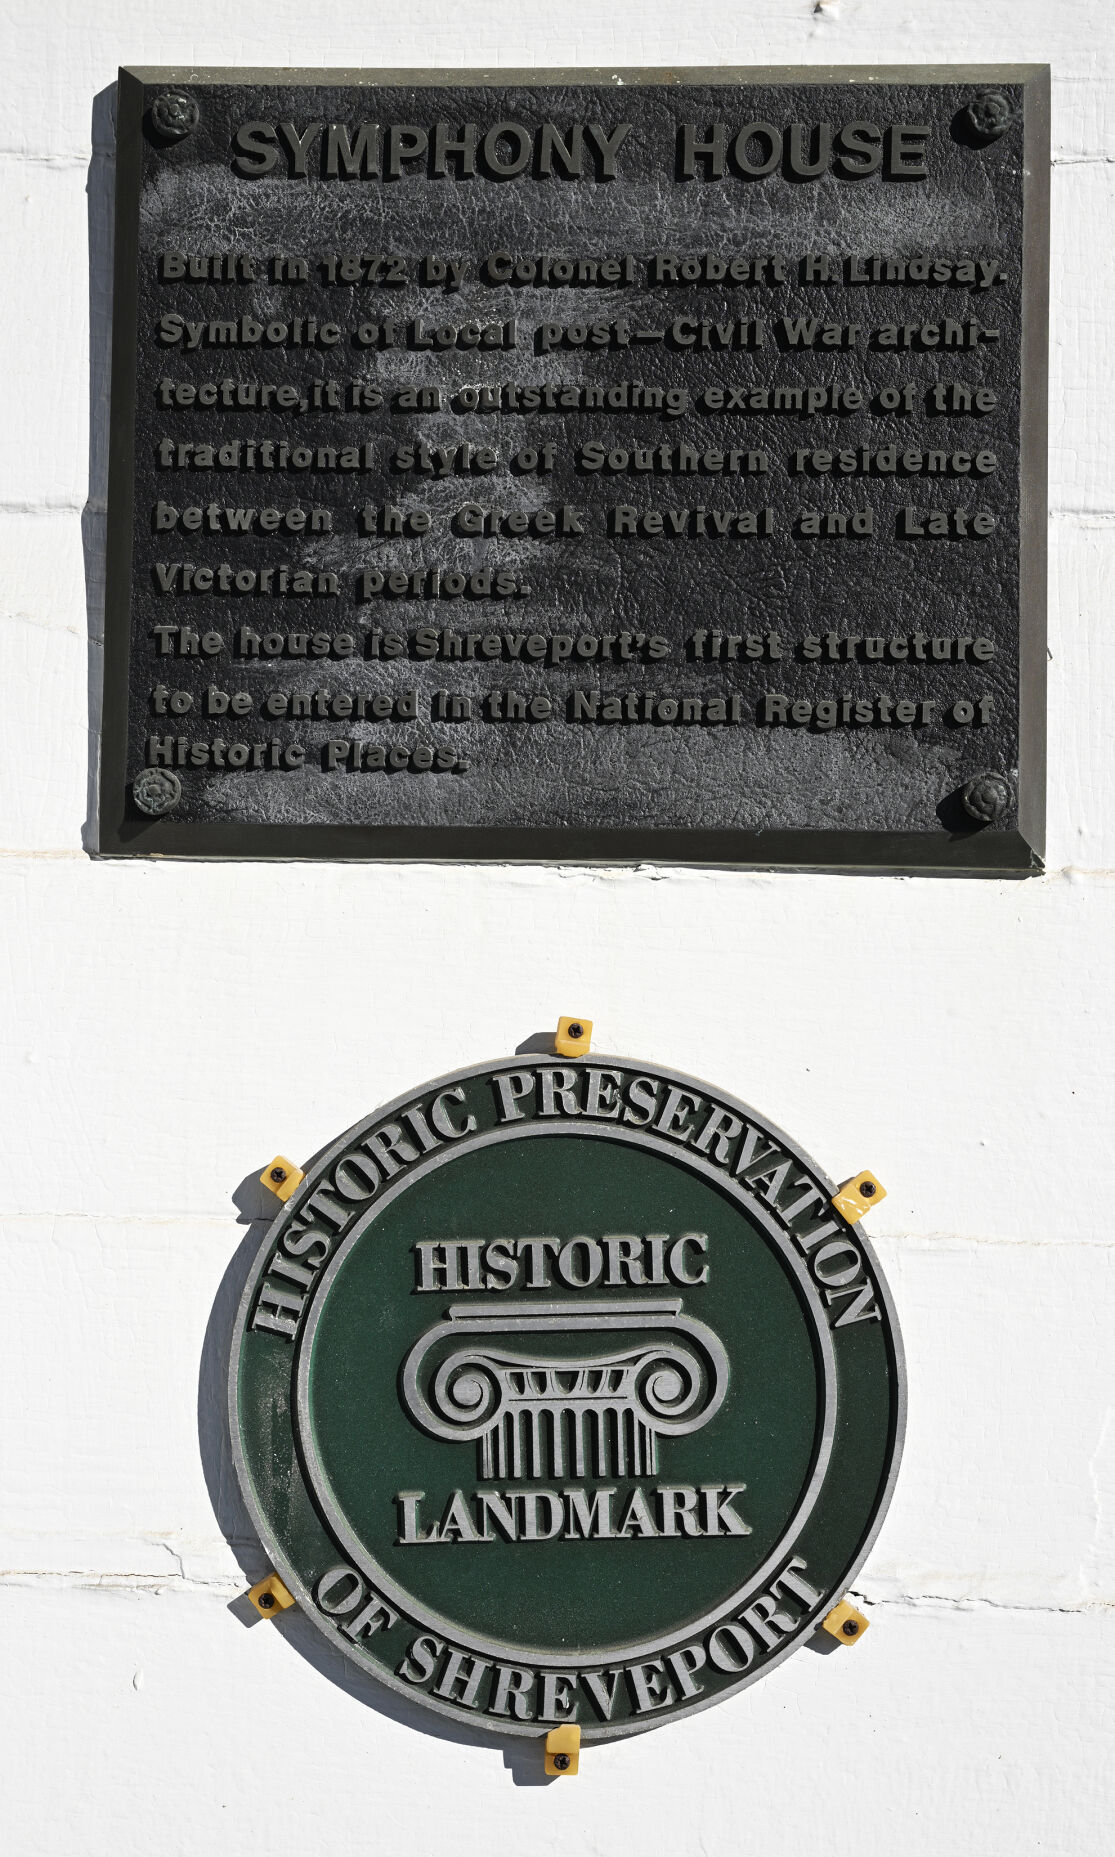 SYMPHONY HOUSE
Built in 1872 by Colonel Robert H. Lindsay.
Symbolic of Local post-Civil War archi-
tecture, it is an outstanding example of the
traditional style of Southern residence
between the Greek Revival and Late
Victorian periods.
The house is Shreveport's first structure
to be entered in the National Register of
Historic Places.
HISTORIC PRESERVATION
HISTORIC
LANDMARK
OF SHREVEPORT